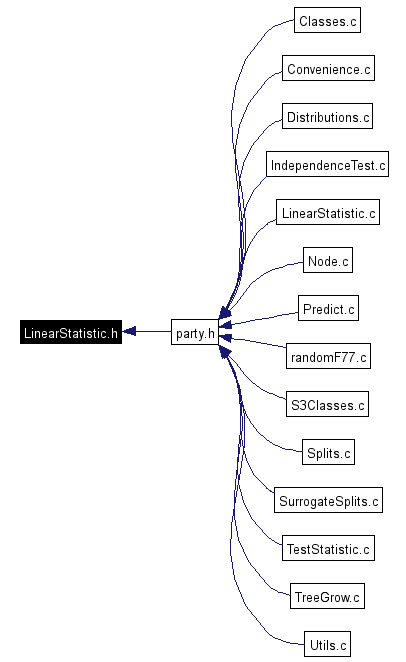 Classes.c
Convenience.c
Distributions.c
IndependenceTest.c
LinearStatistic.c
Node.c
Predict.c
LinearStatistic.h
party.h
randomF77.c
S3Classes.c
Splits.c
SurrogateSplits.c
TestStatistic.c
TreeGrow.c
Utils.c